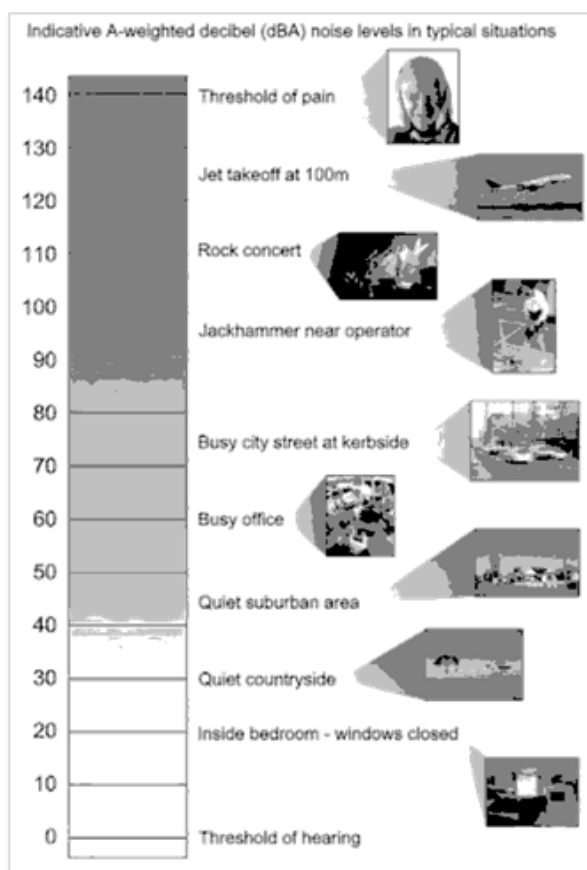 Indicative A-weighted decibel (dBA) noise levels in typical situations
140
Threshold of pain
130
Jet takeoff at 100m
120
110
Rock concert
100
Jackhammer near operator
90
80
Busy city street at kerbside
70
60
Busy office
50
Quiet suburban area
40
30
Quiet countryside
20
Inside bedroom - windows closed
10
0
Threshold of hearing